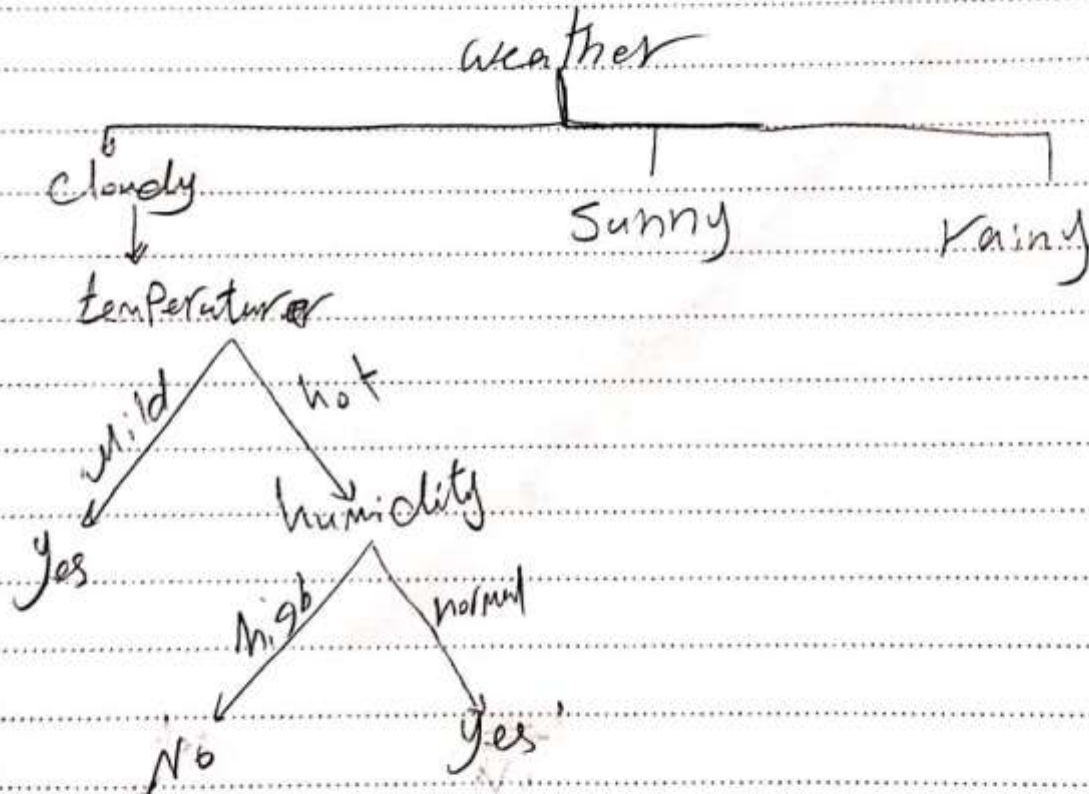 weather
cloudy
sunny
rainy
temperature
Mild
hot
Yes
humidity
high
normal
No
Yes